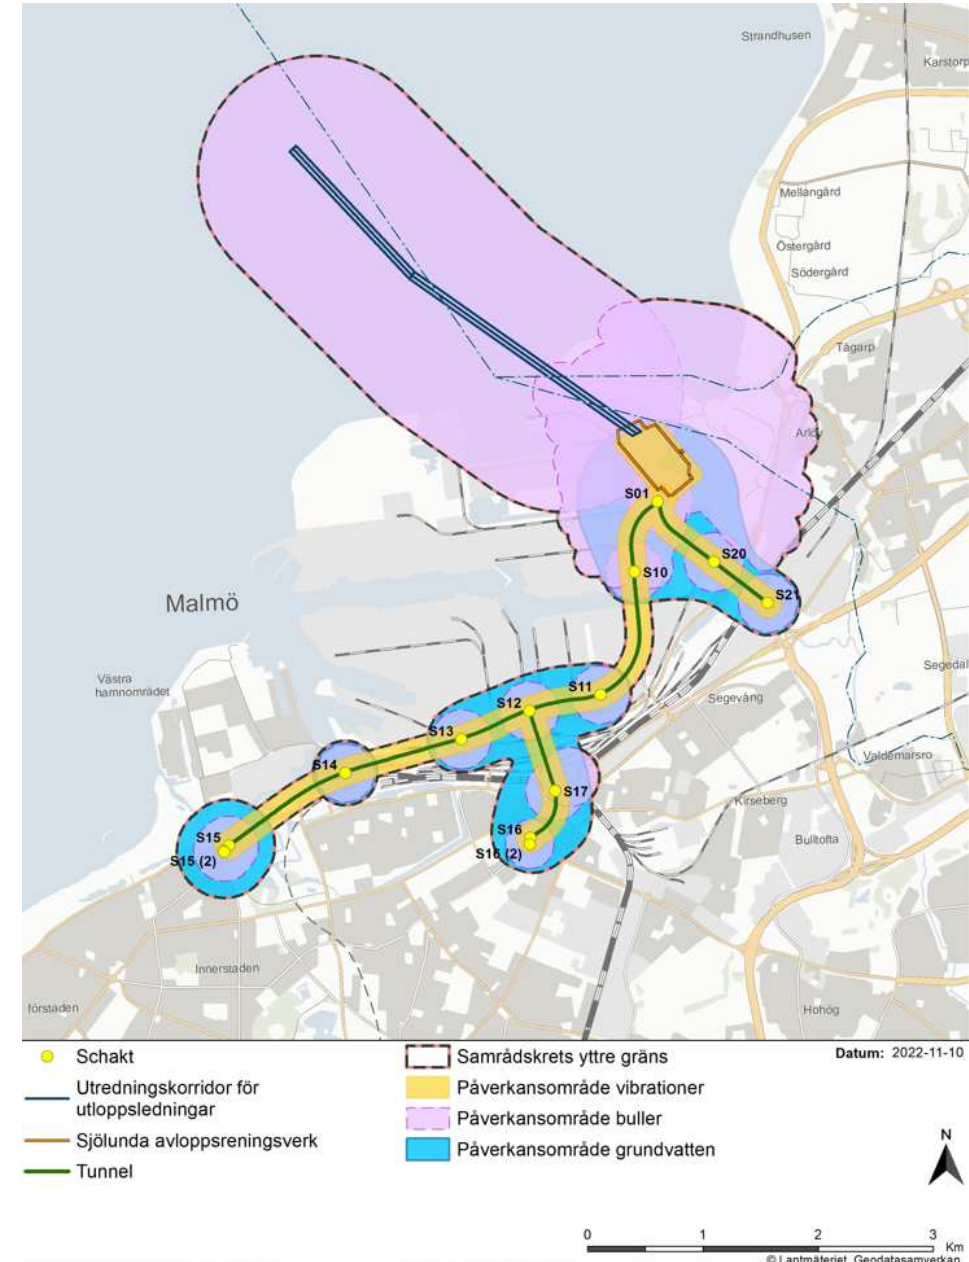 Strandhusen
Karstorp
Mellangård
Östergård
Södergård
Tågarp
Arlöv
S01
S20
S10
S21
Malmö
Västra
hamnområdet
Segedal
S11
Segevång
S12
S13
S14
Valdemarsro
S17
Kirseberg
S15
S16
Bulltofta
S15 (2)
S16 (2)
Innerstaden
förstaden
Hohög
Schakt
Utredningskorridor för
utloppsledningar
Sjölunda avloppsreningsverk
Tunnel
Samrådskrets yttre gräns
Påverkansområde vibrationer
Påverkansområde buller
Påverkansområde grundvatten
Datum: 2022-11-10
N
0 1 2 3
Km
© Lantmäteriet, Geodatasamverkan